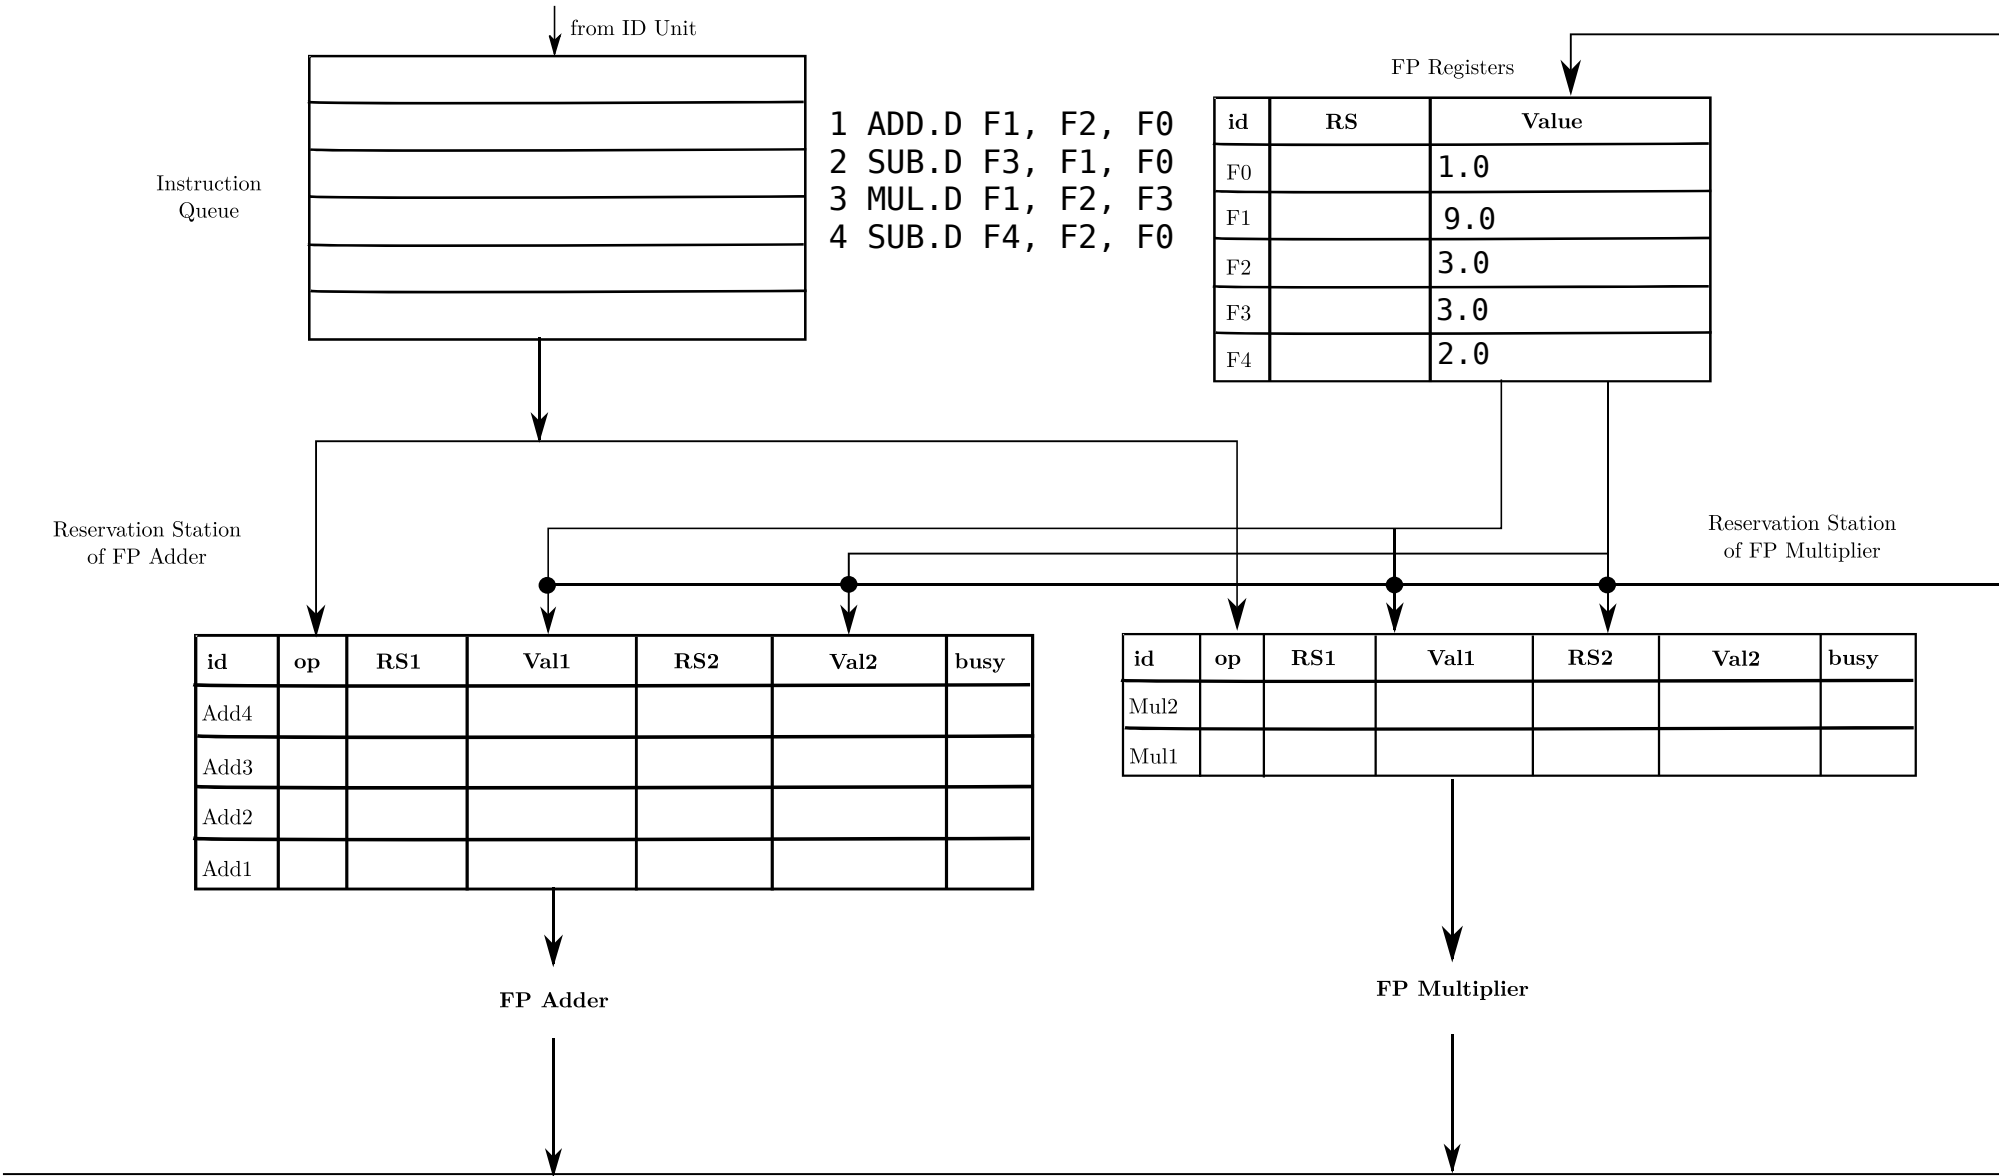 from ID Unit
Instruction
Queue
1 ADD.D F1, F2, F0
2 SUB.D F3, F1, F0
3 MUL.D F1, F2, F3
4 SUB.D F4, F2, F0
FP Registers
id RS Value
F0 1.0
F1 9.0
F2 3.0
F3 3.0
F4 2.0
Reservation Station
of FP Adder
Reservation Station
of FP Multiplier
id op RS1 Val1 RS2 Val2 busy
Add4
Add3
Add2
Add1
id op RS1 Val1 RS2 Val2 busy
Mul2
Mul1
FP Adder
FP Multiplier